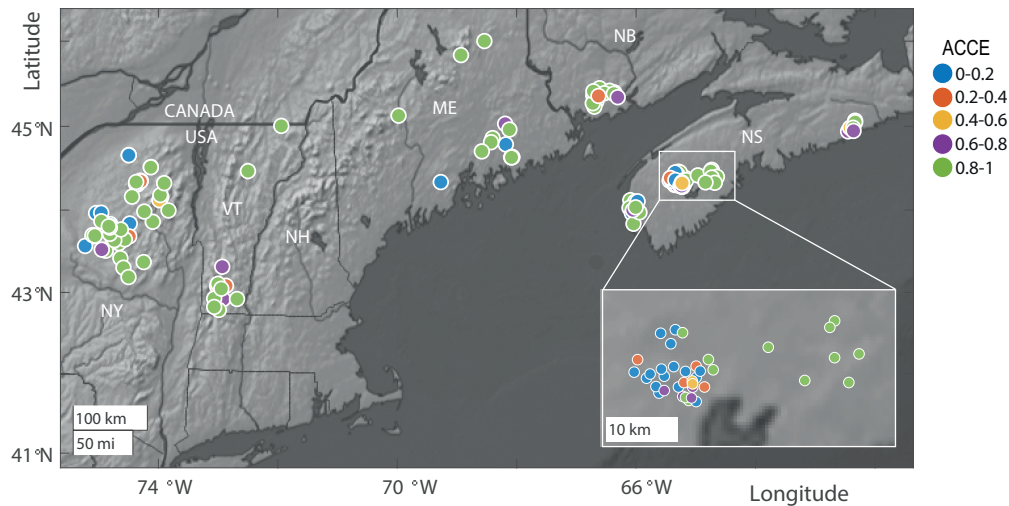 Latitude
45°N
43°N
41°N
74 °W
70 °W
66 °W
Longitude
CANADA
USA
NB
ME
NS
VT
NH
NY
100 km
50 mi
10 km
ACCE
0-0.2
0.2-0.4
0.4-0.6
0.6-0.8
0.8-1